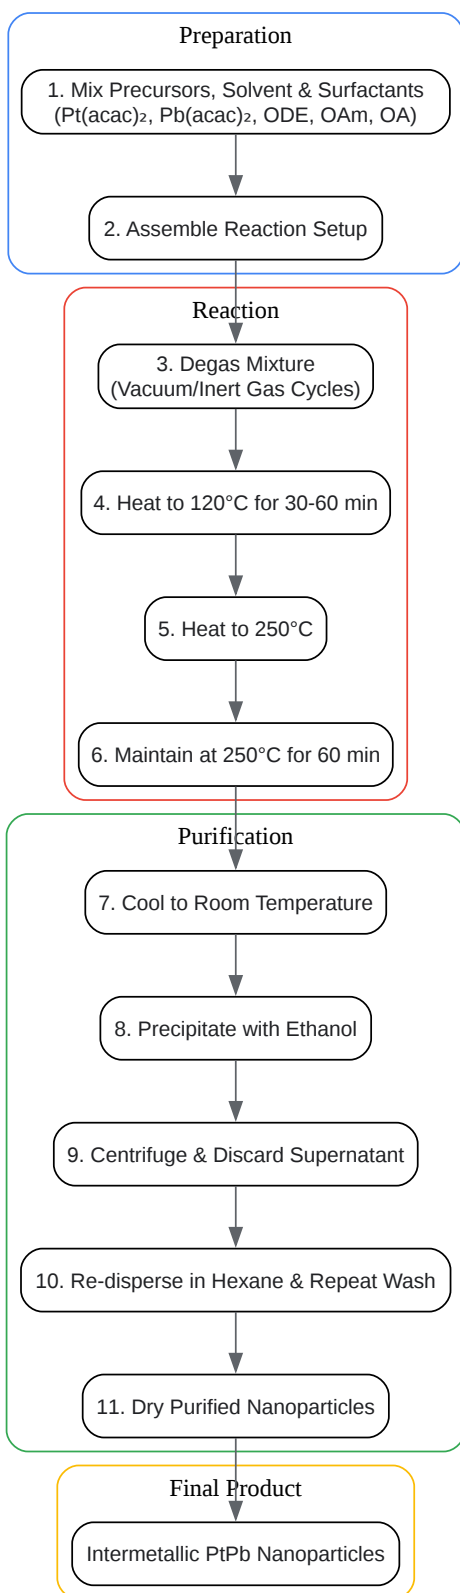 Preparation
1. Mix Precursors, Solvent & Surfactants
(Pt(acac)₂, Pb(acac)₂, ODE, OAm, OA)
2. Assemble Reaction Setup
Reaction
3. Degas Mixture
(Vacuum/Inert Gas Cycles)
4. Heat to 120°C for 30-60 min
5. Heat to 250°C
6. Maintain at 250°C for 60 min
Purification
7. Cool to Room Temperature
8. Precipitate with Ethanol
9. Centrifuge & Discard Supernatant
10. Re-disperse in Hexane & Repeat Wash
11. Dry Purified Nanoparticles
Final Product
Intermetallic PtPb Nanoparticles